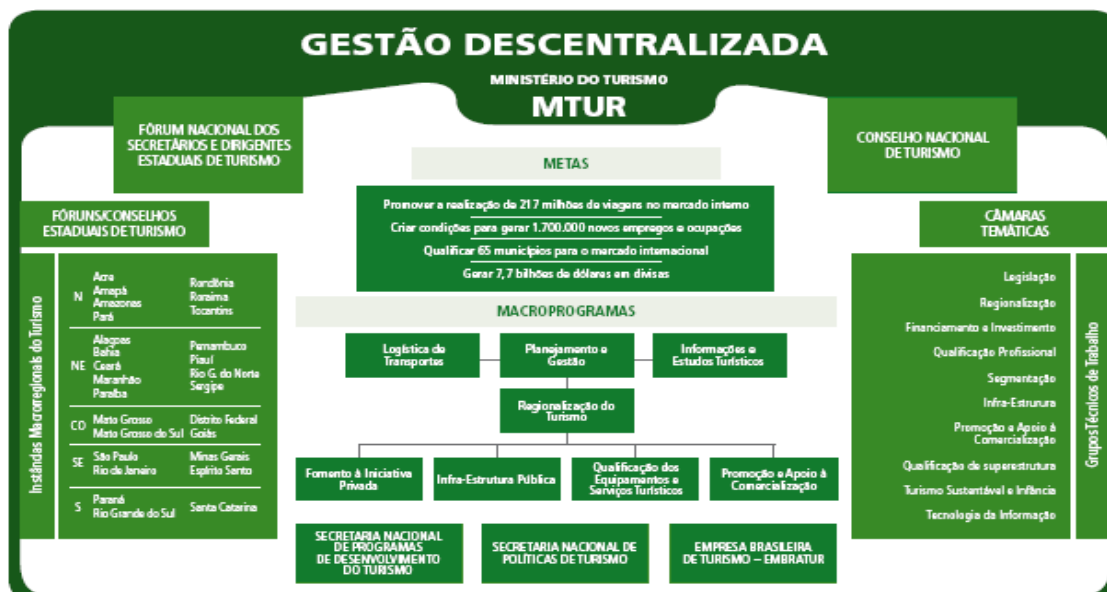 GESTÃO DESCENTRALIZADA
MINISTÉRIO DO TURISMO
MTUR
FÓRUM NACIONAL DOS
SECRETÁRIOS E DIRIGENTES
ESTADUAIS DE TURISMO
CONSELHO NACIONAL
DE TURISMO
METAS
Promover a realização de 217 milhões de viagens no mercado interno
Criar condições para gerar 1.700.000 novos empregos e ocupações
Qualificar 65 municípios para o mercado internacional
Gerar 7,7 bilhões de dólares em divisas
FÓRUNS/CONSELHOS
ESTADUAIS DE TURISMO
Instâncias Macrorregionais do Turismo
N
Acre
Amapá
Amazonas
Pará
Rondônia
Roraima
Tocantins
NE
Alagoas
Bahia
Ceará
Maranhão
Paraíba
Pernambuco
Piauí
Rio G. do Norte
Sergipe
CO
Mato Grosso
Mato Grosso do Sul
Distrito Federal
Goiás
SE
São Paulo
Rio de Janeiro
Minas Gerais
Espírito Santo
S
Paraná
Rio Grande do Sul
Santa Catarina
MACROPROGRAMAS
Logística de
Transportes
Planejamento e
Gestão
Informações e
Estudos Turísticos
Regionalização do
Turismo
Fomento à Iniciativa
Privada
Infra-Estrutura Pública
Qualificação dos
Equipamentos e
Serviços Turísticos
Promoção e Apoio à
Comercialização
SECRETARIA NACIONAL
DE PROGRAMAS
DE DESENVOLVIMENTO
DO TURISMO
SECRETARIA NACIONAL DE
POLÍTICAS DE TURISMO
EMPRESA BRASILEIRA
DE TURISMO – EMBRATUR
CÂMARAS
TEMÁTICAS
Legislação
Regionalização
Financiamento e Investimento
Qualificação Profissional
Segmentação
Infra-Estrutura
Promoção e Apoio à
Comercialização
Qualificação de superestrutura
Turismo Sustentável e Infância
Tecnologia da Informação
Grupos Técnicos de Trabalho